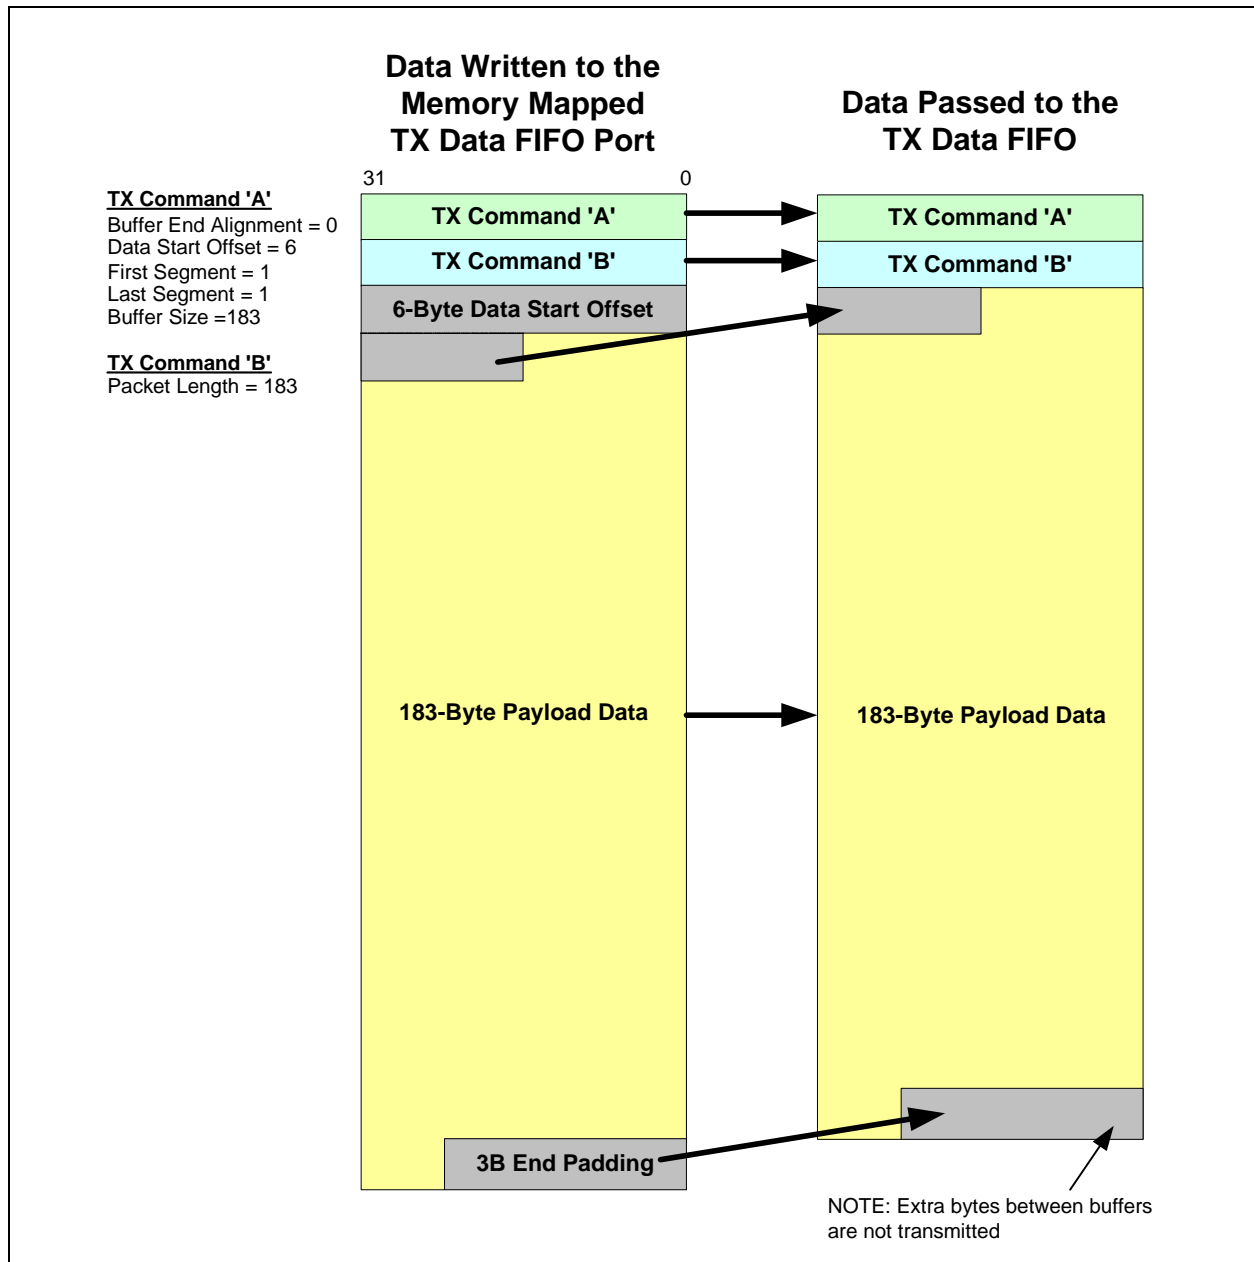 Data Written to the
Memory Mapped
TX Data FIFO Port
Data Passed to the
TX Data FIFO
31
0
TX Command 'A'
Buffer End Alignment = 0
Data Start Offset = 6
First Segment = 1
Last Segment = 1
Buffer Size =183
TX Command 'B'
Packet Length = 183
TX Command 'A'
TX Command 'B'
6-Byte Data Start Offset
183-Byte Payload Data
3B End Padding
TX Command 'A'
TX Command 'B'
183-Byte Payload Data
NOTE: Extra bytes between buffers
are not transmitted